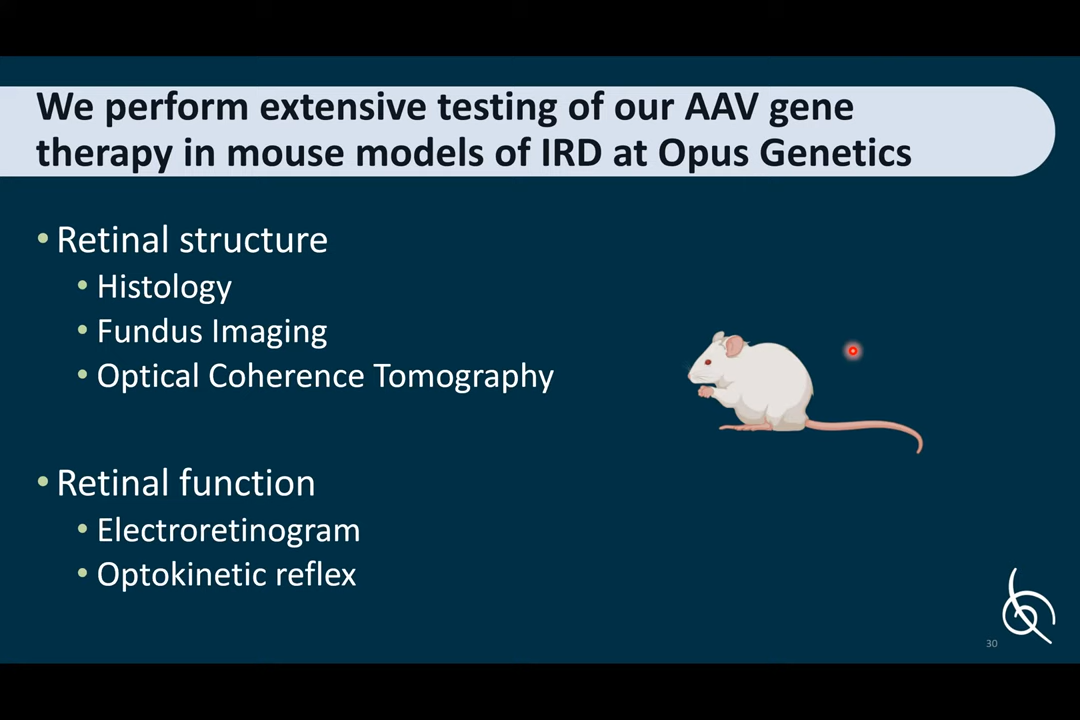 We perform extensive testing of our AAV gene
therapy in mouse models of IRD at Opus Genetics
• Retinal structure
• Histology
• Fundus Imaging
• Optical Coherence Tomography
• Retinal function
• Electroretinogram
• Optokinetic reflex
30